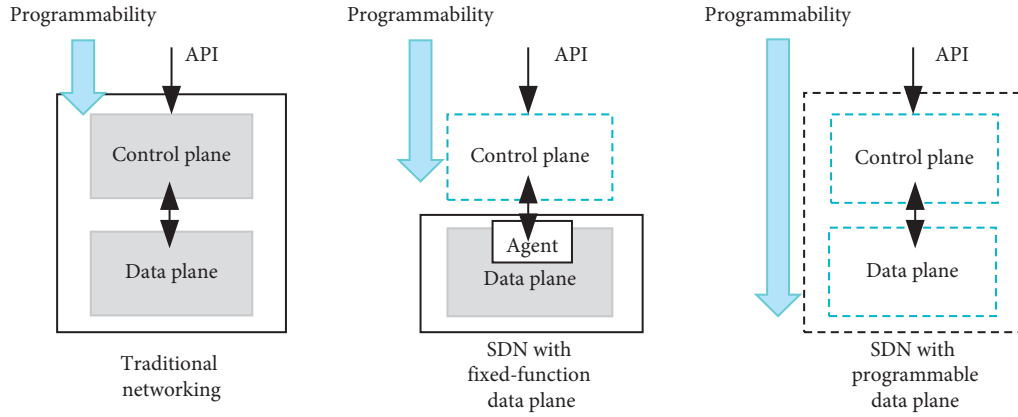 Programmability
API
Control plane
Data plane
Traditional
networking
Programmability
API
Control plane
Agent
Data plane
SDN with
fixed-function
data plane
Programmability
API
Control plane
Data plane
SDN with
programmable
data plane